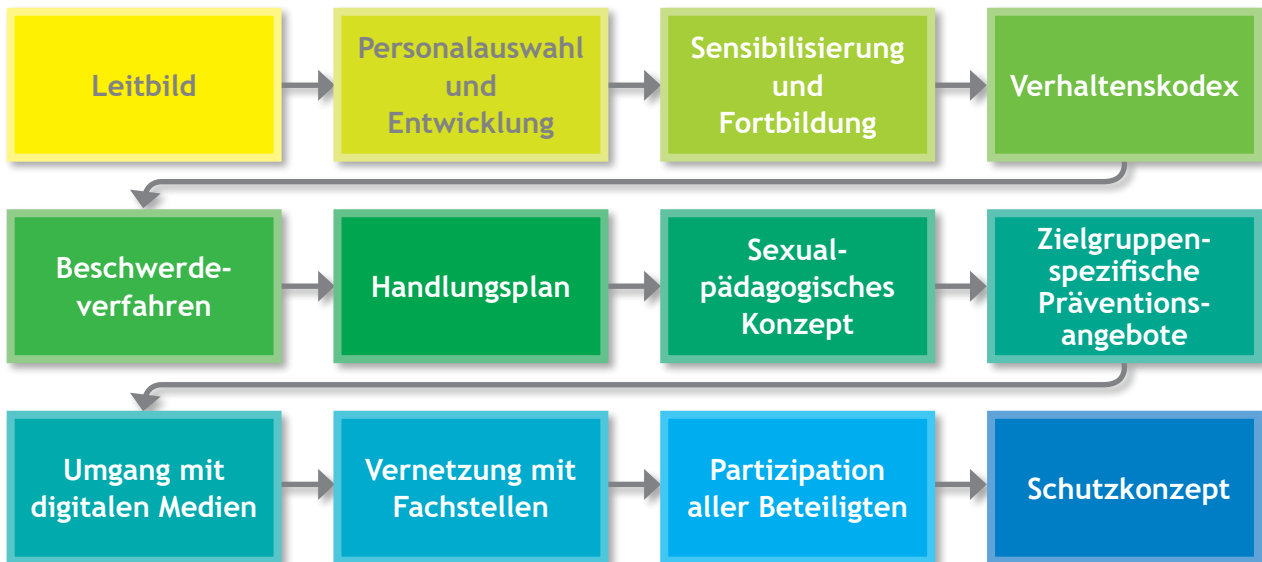 Leitbild
Personalauswahl
und
Entwicklung
Sensibilisierung
und
Fortbildung
Verhaltenskodex
Beschwerde-
verfahren
Handlungsplan
Sexual-
pädagogisches
Konzept
Zielgruppen-
spezifische
Präventions-
angebote
Umgang mit
digitalen Medien
Vernetzung mit
Fachstellen
Partizipation
aller Beteiligten
Schutzkonzept